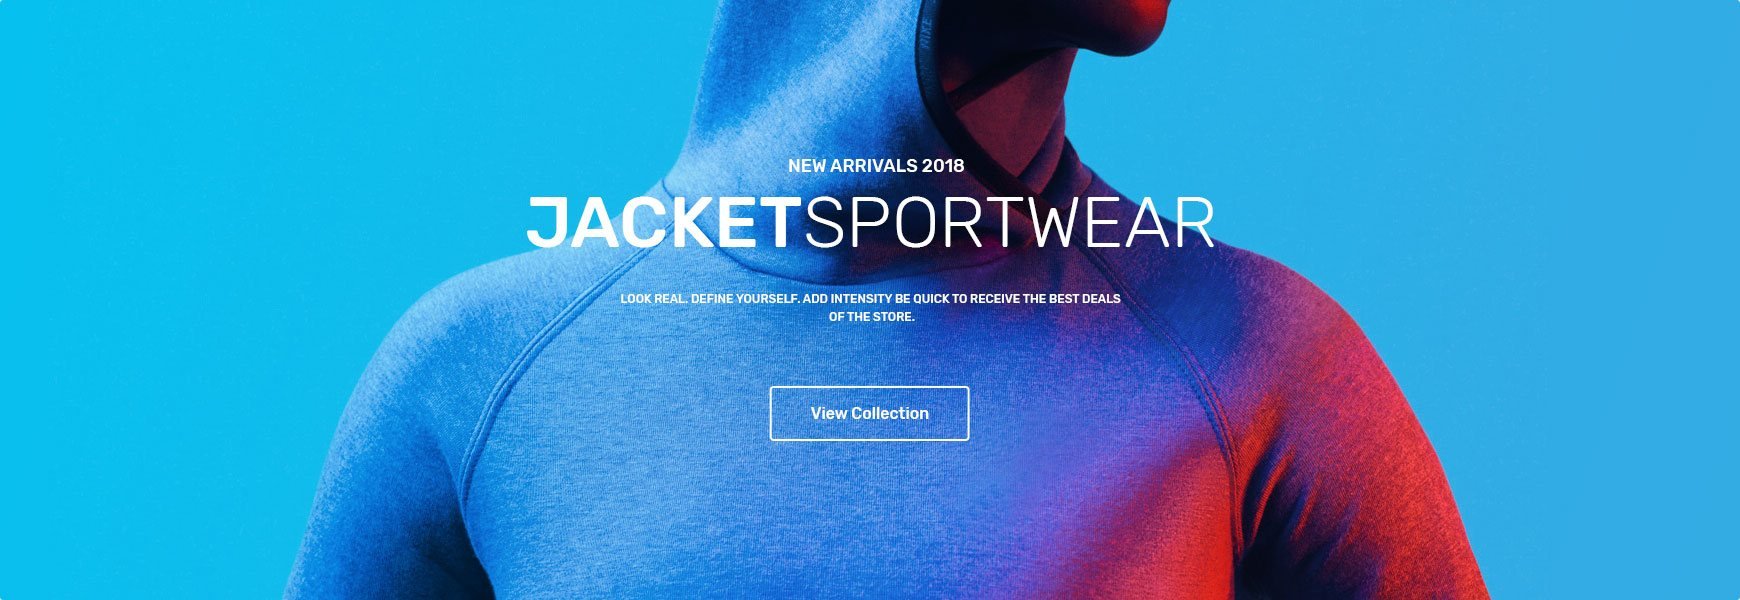 NEW ARRIVALS 2018
JACKETSPORTWEAR
LOOK REAL. DEFINE YOURSELF. ADD INTENSITY BE QUICK TO RECEIVE THE BEST DEALS
OF THE STORE.
View Collection